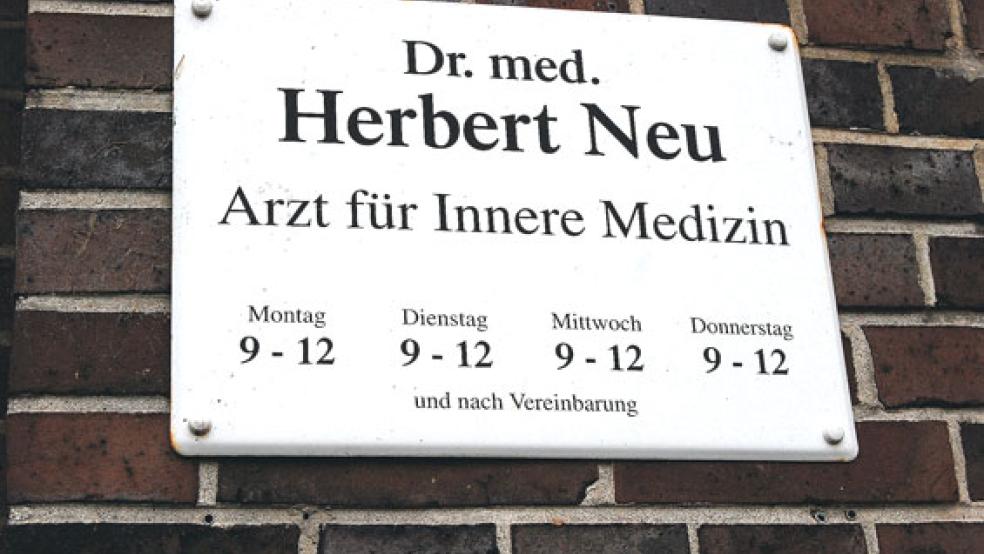 Dr. med.
Herbert Neu
Arzt für Innere Medizin
Montag Dienstag Mittwoch Donnerstag
9 - 12 9 - 12 9 - 12 9 - 12
und nach Vereinbarung